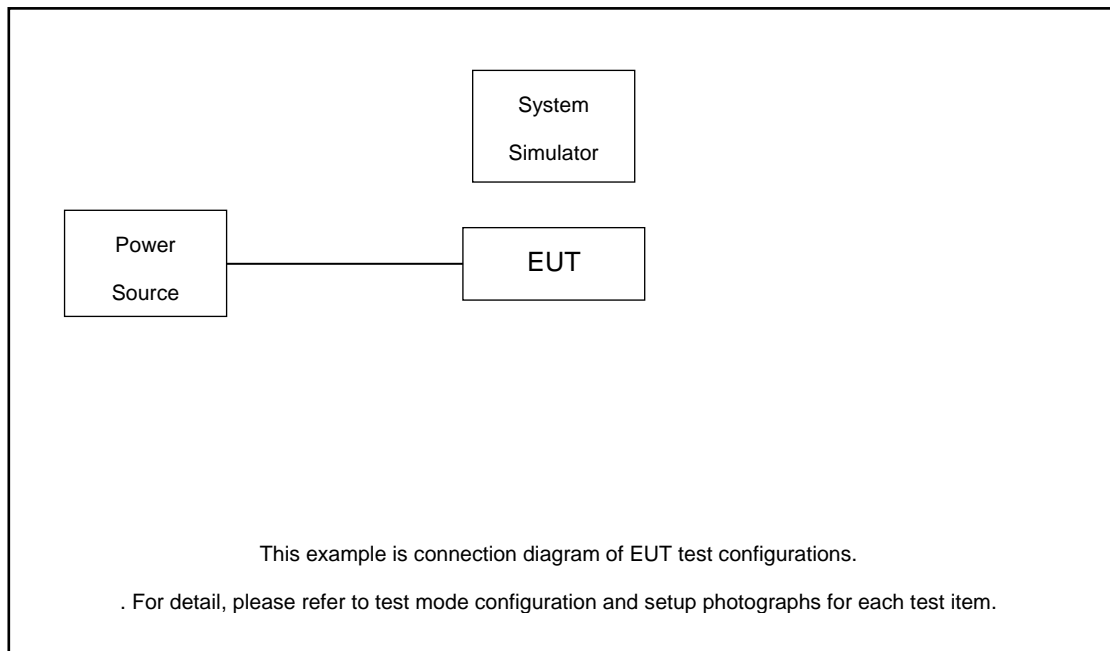 System
Simulator
Power
Source
EUT
This example is connection diagram of EUT test configurations.
. For detail, please refer to test mode configuration and setup photographs for each test item.